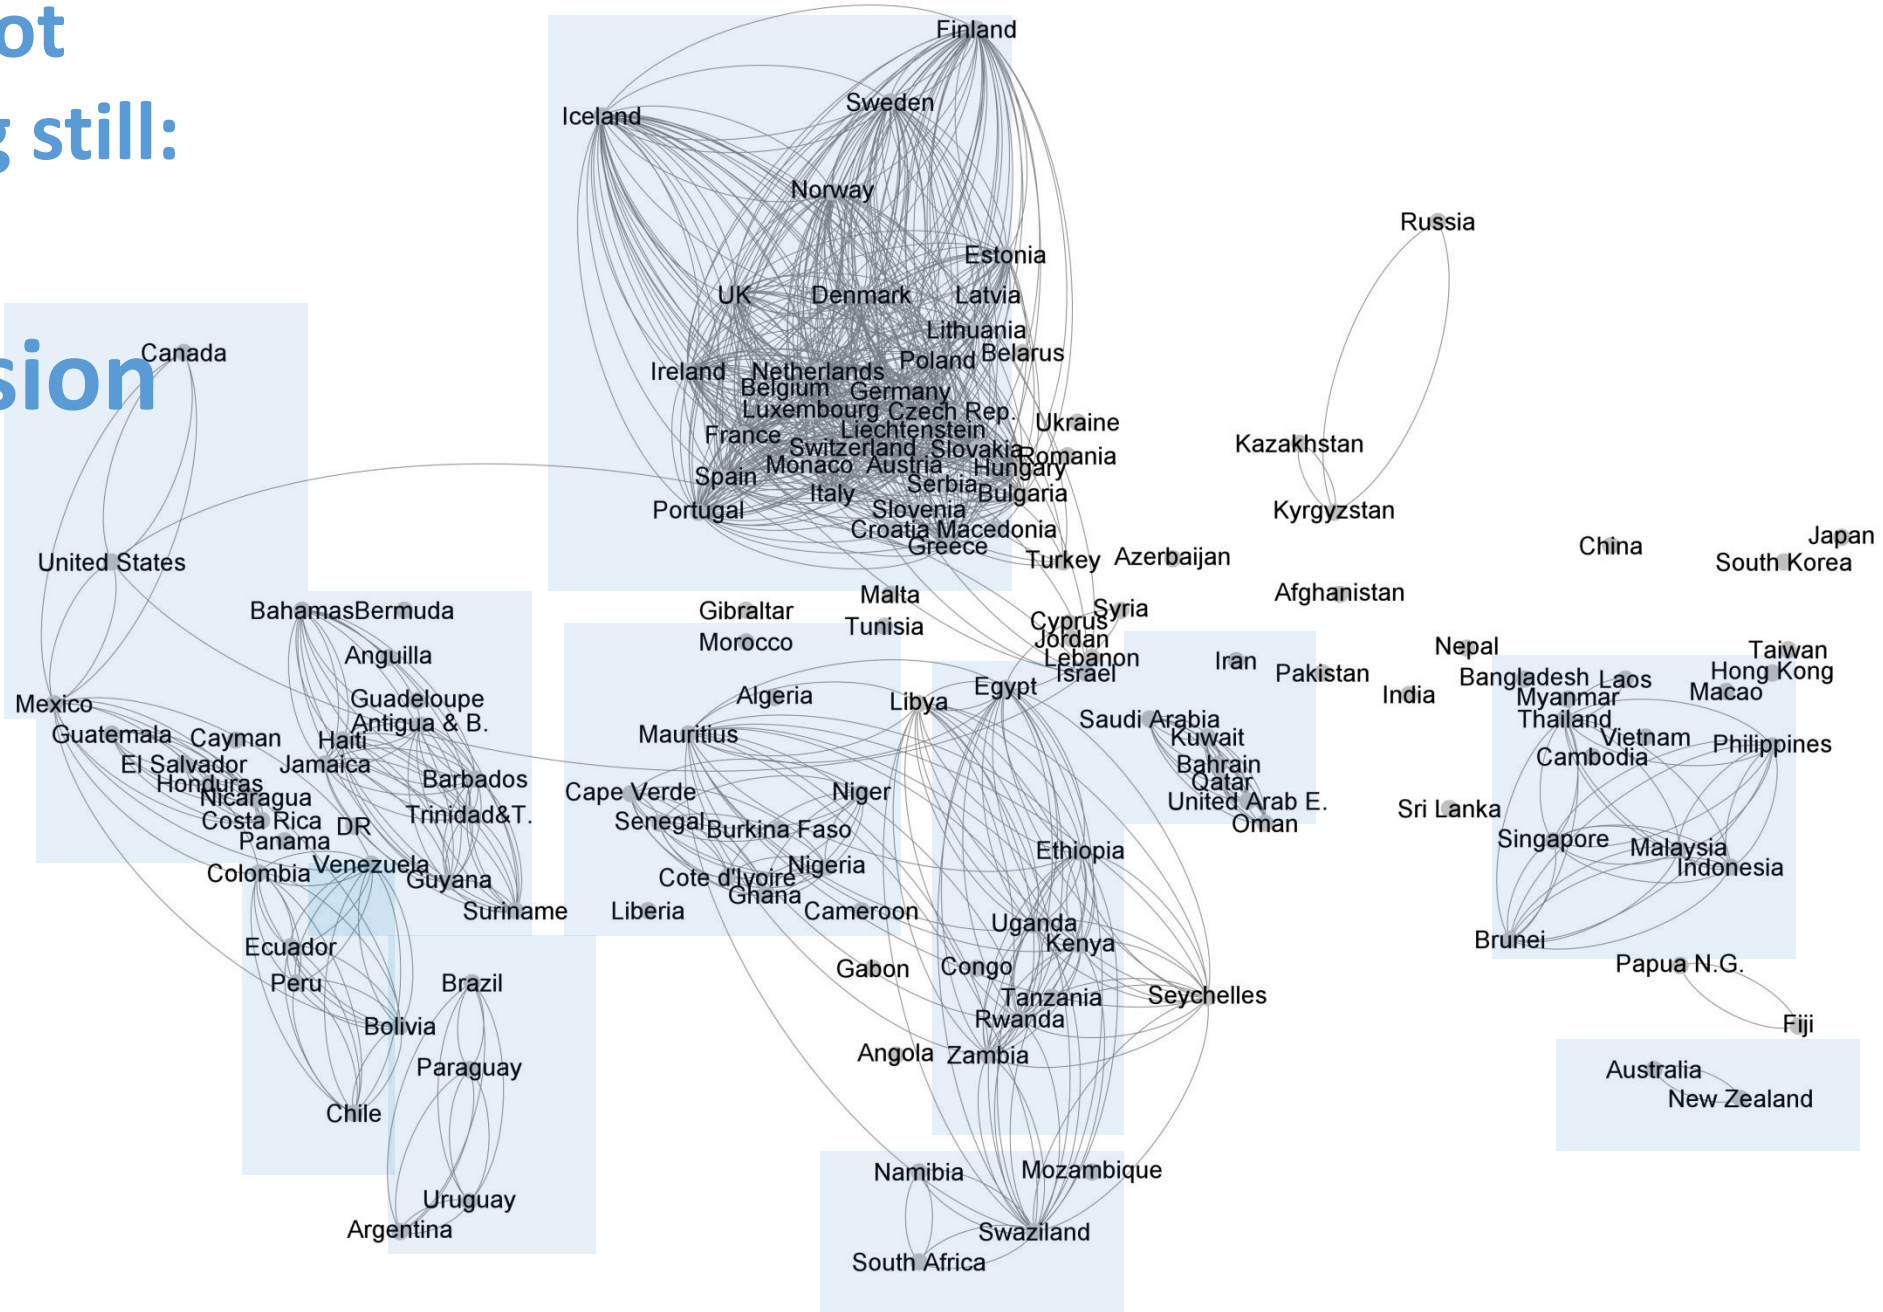 ot
g still:
sion
Finland
Sweden
Iceland
Norway
Russia
Estonia
UK
Denmark
Latvia
Lithuania
Canada
Poland
Belarus
Ireland
Netherlands
Belgium
Germany
Luxembourg
Czech Rep.
Ukraine
France
Liechtenstein
Kazakhstan
Switzerland
Slovakia
Romania
Monaco
Austria
Hungary
Spain
Serbia
Italy
Bulgaria
Portugal
Slovenia
Kyrgyzstan
Croatia
Macedonia
Greece
Japan
China
United States
Turkey
Azerbaijan
South Korea
Malta
Afghanistan
Bahamas
Bermuda
Gibraltar
Syria
Cyprus
Tunisia
Jordan
Morocco
Nepal
Taiwan
Anguilla
Lebanon
Iran
Israel
Pakistan
Hong Kong
Bangladesh
Laos
Egypt
Macao
Algeria
India
Myanmar
Guadeloupe
Libya
Mexico
Saudi Arabia
Thailand
Antigua & B.
Guatemala
Cayman
Haiti
Mauritius
Kuwait
Vietnam
Philippines
Cambodia
El Salvador
Jamaica
Bahrain
Barbados
Honduras
Qatar
Cape Verde
Niger
Nicaragua
United Arab E.
Sri Lanka
Trinidad&T.
Costa Rica
DR
Senegal
Burkina Faso
Oman
Panama
Singapore
Malaysia
Ethiopia
Venezuela
Nigeria
Indonesia
Colombia
Guyana
Cote d'Ivoire
Ghana
Suriname
Liberia
Cameroon
Uganda
Kenya
Brunei
Ecuador
Papua N.G.
Gabon
Congo
Peru
Brazil
Tanzania
Seychelles
Rwanda
Bolivia
Fiji
Angola
Zambia
Paraguay
Australia
New Zealand
Chile
Namibia
Mozambique
Uruguay
Argentina
Swaziland
South Africa